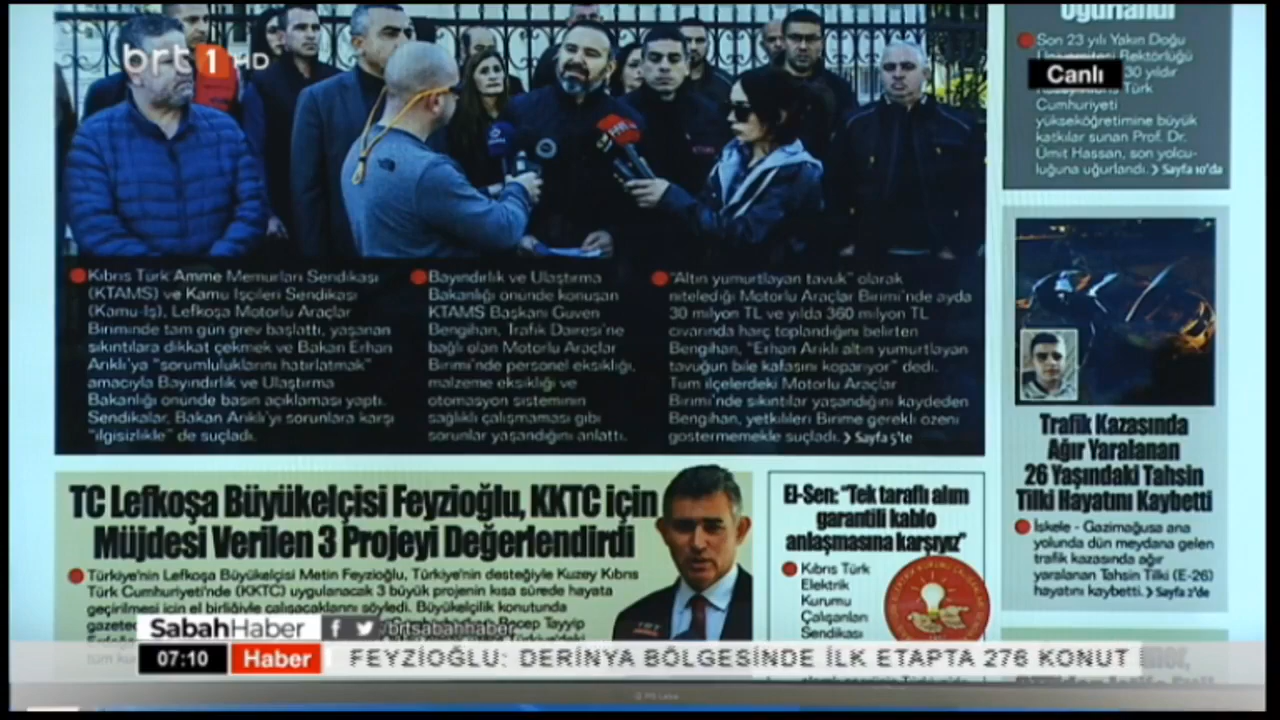 brt 1 HD
Canlı
Uğurlandı
Son 23 yılı Yakın Doğu
Üniversitesi Rektörlüğü
30 yıldır
Türk
Cumhuriyeti
yükseköğretimine büyük
katkılar sunan Prof. Dr.
Ümit Hassan, son yolcu-
luğuna uğurlandı. Sayfa 10'da
Kıbrıs Türk Amme Memurları Sendikası
(KTAMS) ve Kamu İşçileri Sendikası
(Kamu-İş), Lefkoşa Motorlu Araçlar
Biriminde tam gün grev başlattı, yaşanan
sıkıntılara dikkat çekmek ve Bakan Erhan
Arıklı'ya "sorumluluklarını hatırlatmak"
amacıyla Bayındırlık ve Ulaştırma
Bakanlığı önünde basın açıklaması yaptı.
Sendikalar, Bakan Arıklı'yı sorunlara karşı
"ilgisizlikle" de suçladı.
Bayındırlık ve Ulaştırma
Bakanlığı önünde konuşan
KTAMS Başkanı Güven
Bengihan, Trafik Dairesi'ne
bağlı olan Motorlu Araçlar
Birimi'nde personel eksikliği,
malzeme eksikliği ve
otomasyon sisteminin
sağlıklı çalışmaması gibi
sorunlar yaşandığını anlattı.
"Altın yumurtlayan tavuk" olarak
nitelediği Motorlu Araçlar Birimi'nde ayda
30 milyon TL ve yılda 360 milyon TL
civarında harç toplandığını belirten
Bengihan, "Erhan Arıklı altın yumurtlayan
tavuğun bile kafasını koparıyor" dedi.
Tüm ilçelerdeki Motorlu Araçlar
Birimi'nde sıkıntılar yaşandığını kaydeden
Bengihan, yetkilileri Birime gerekli özeni
göstermemekle suçladı. Sayfa 5'te
Trafik Kazasında
Ağır Yaralanan
26 Yaşındaki Tahsin
Tilki Hayatını Kaybetti
İskele - Gazimağusa ana
yolunda dün meydana gelen
trafik kazasında ağır
yaralanan Tahsin Tilki (E-26)
hayatını kaybetti. Sayfa 2'de
TC Lefkoşa Büyükelçisi Feyzioğlu, KKTC için
Müjdesi Verilen 3 Projeyi Değerlendirdi
Türkiye'nin Lefkoşa Büyükelçisi Metin Feyzioğlu, Türkiye'nin desteğiyle Kuzey Kıbrıs
Türk Cumhuriyeti'nde (KKTC) uygulanacak 3 büyük projenin kısa sürede hayata
geçirilmesi için el birliğiyle çalışacaklarını söyledi. Büyükelçilik konutunda
Recep Tayyip
El-Sen: "Tek taraflı alım
garantili kablo
anlaşmasına karşıyız"
Kıbrıs Türk
Elektrik
Kurumu
Çalışanları
Sendikası
SabahHaber
/brtsabahhaber
07:10 Haber FEYZİOĞLU: DERİNYA BÖLGESİNDE İLK ETAPTA 276 KONUT